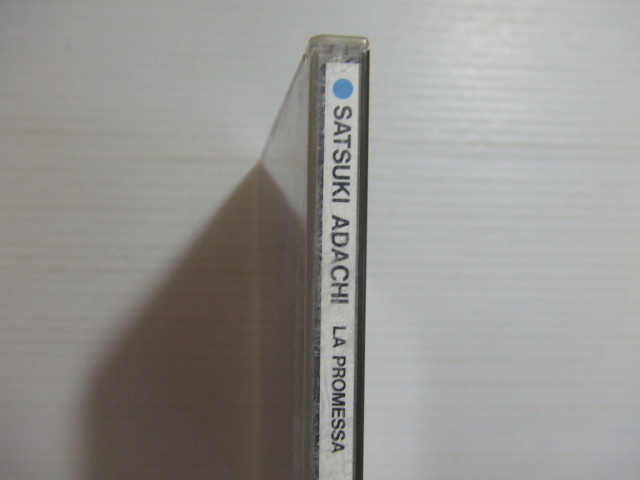 SATSUKI ADACHI LA PROMESSA